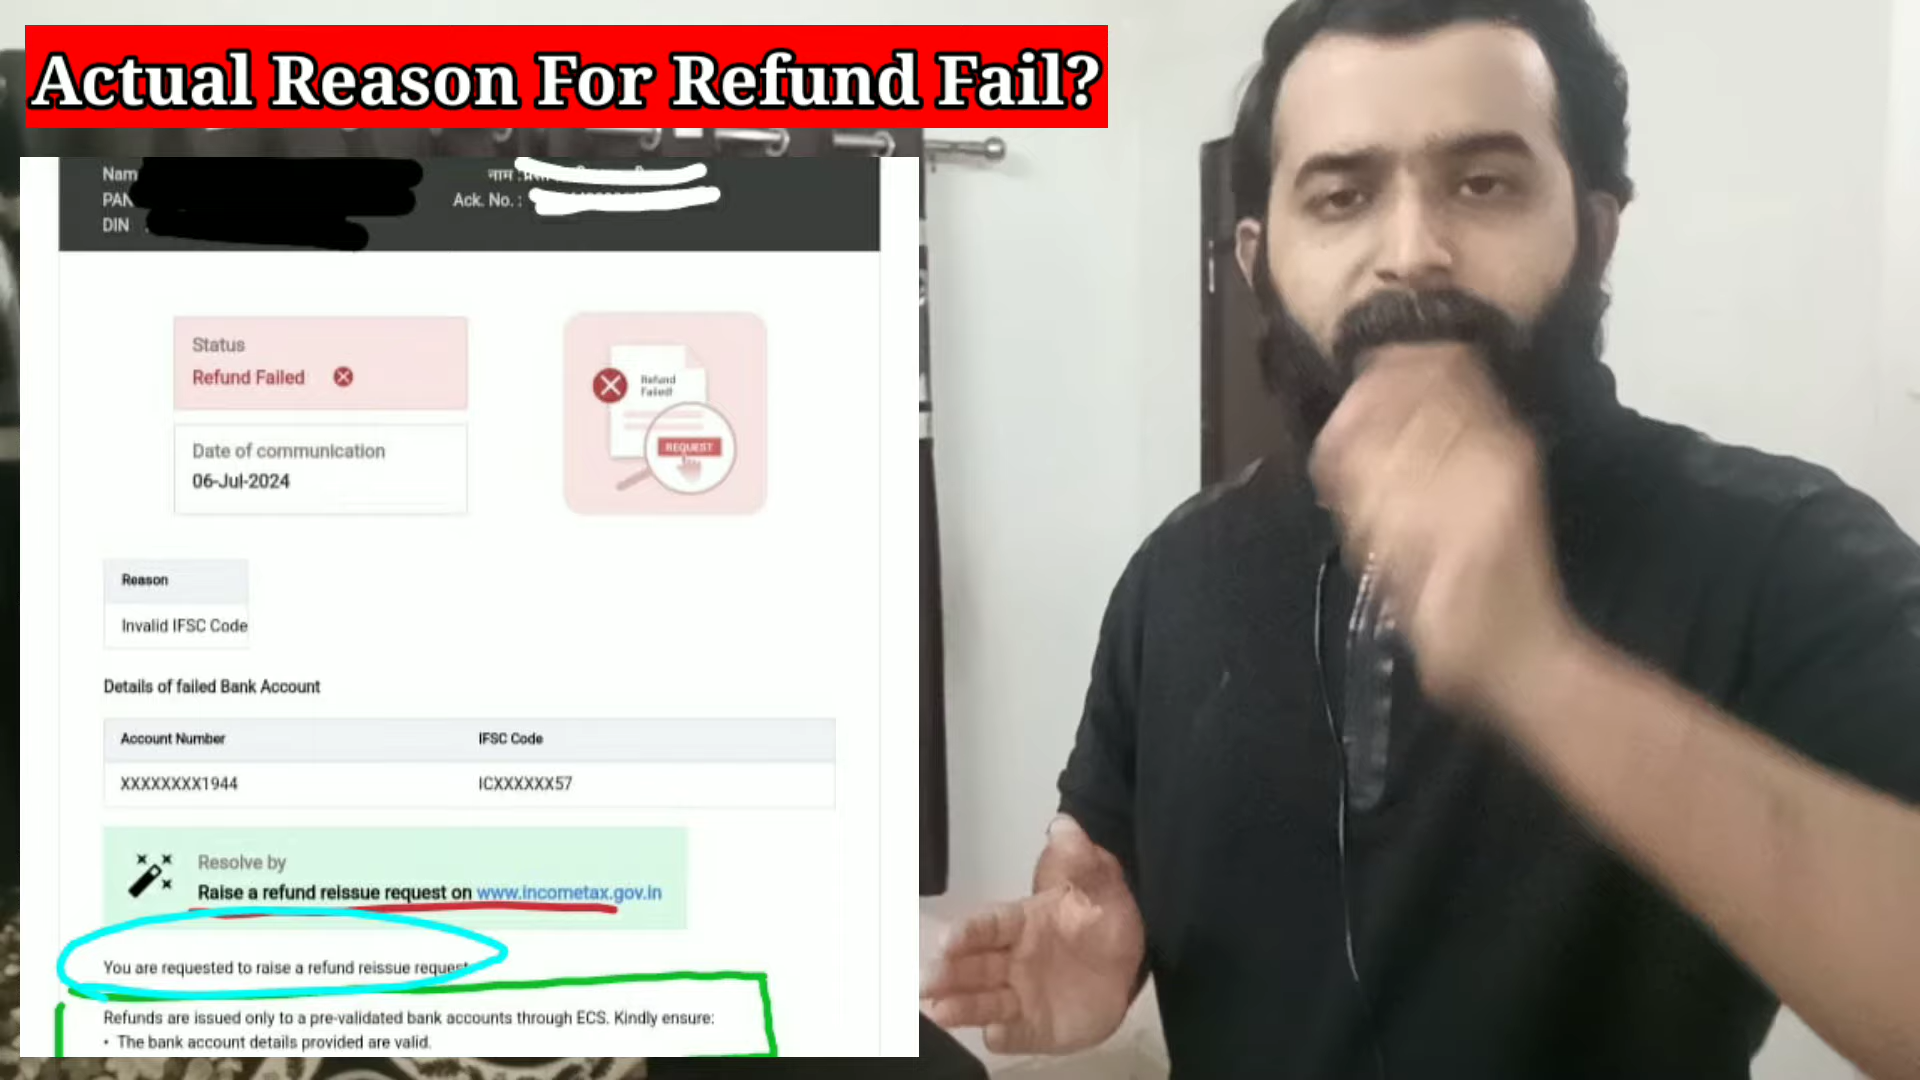 Actual Reason For Refund Fail?
Nam
नाम :
PAN
Ack. No. :
DIN :
Status
Refund Failed
Refund
Failed!
REQUEST
Date of communication
06-Jul-2024
Reason
Invalid IFSC Code
Details of failed Bank Account
Account Number IFSC Code
XXXXXXXX1944 ICXXXXXX57
Resolve by
Raise a refund reissue request on www.incometax.gov.in
You are requested to raise a refund reissue request
Refunds are issued only to a pre-validated bank accounts through ECS. Kindly ensure:
• The bank account details provided are valid.